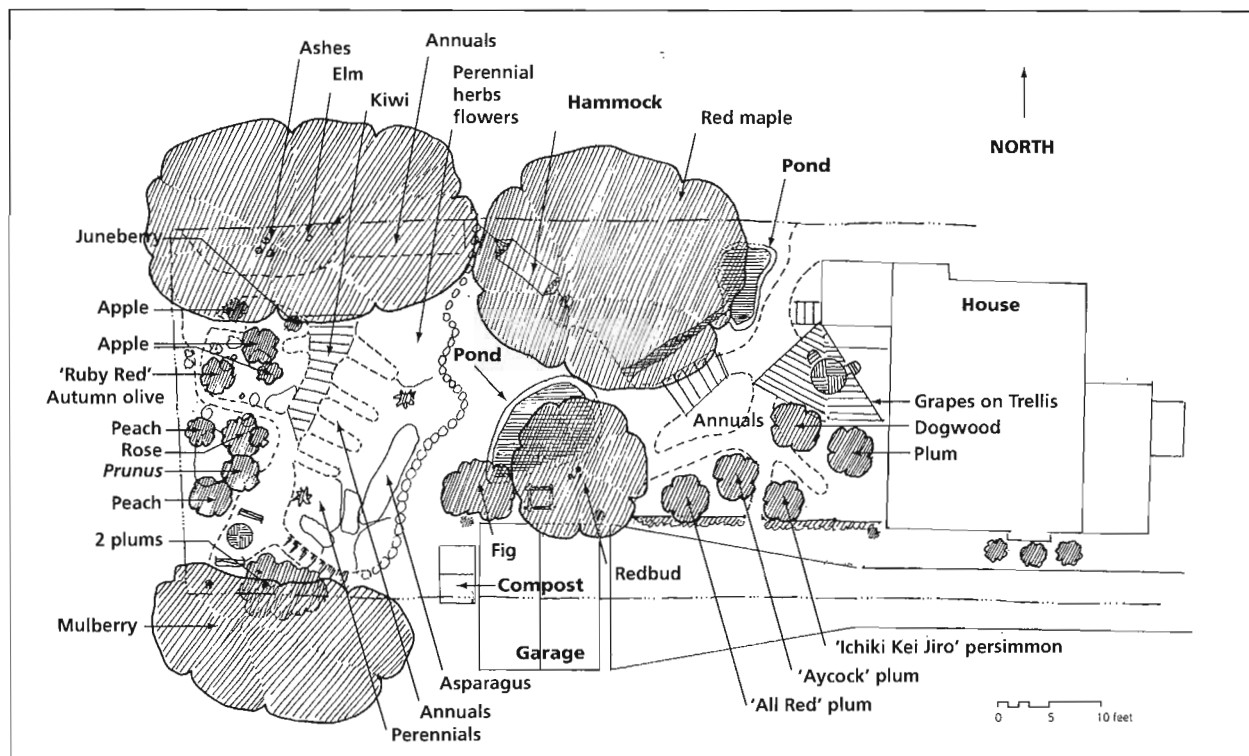 Ashes
Annuals
Elm
Kiwi
Perennial
herbs
flowers
Hammock
Red maple
Pond
NORTH
Juneberry
Apple
House
Apple
Pond
'Ruby Red'
Autumn olive
Grapes on Trellis
Annuals
Peach
Dogwood
Rose
Plum
Prunus
Peach
2 plums
Fig
Redbud
Compost
Mulberry
'Ichiki Kei Jiro' persimmon
Garage
'Aycock' plum
Asparagus
'All Red' plum
Annuals
Perennials
0 5 10 feet